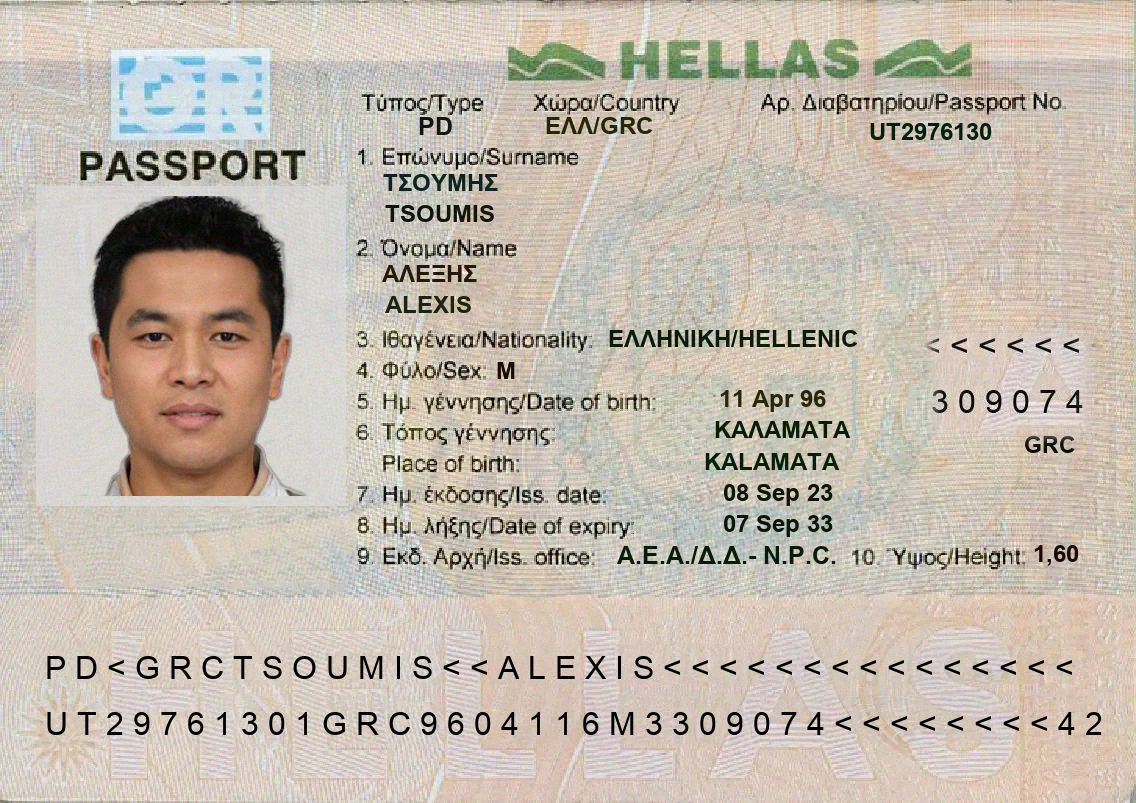 GR
HELLAS
PASSPORT
Τύπος/Type Χώρα/Country Αρ. Διαβατηρίου/Passport No.
PD ΕΛΛ/GRC UT2976130
1. Επώνυμο/Surname
ΤΣΟΥΜΗΣ
TSOUMIS
2. Όνομα/Name
ΑΛΕΞΗΣ
ALEXIS
3. Ιθαγένεια/Nationality: ΕΛΛΗΝΙΚΗ/HELLENIC
<<<<<<
4. Φύλο/Sex: M
5. Ημ. γέννησης/Date of birth: 11 Apr 96
309074
6. Τόπος γέννησης: ΚΑΛΑΜΑΤΑ
GRC
Place of birth: KALAMATA
7. Ημ. έκδοσης/Iss. date: 08 Sep 23
8. Ημ. λήξης/Date of expiry: 07 Sep 33
9. Εκδ. Αρχή/Iss. office: Α.Ε.Α./Δ.Δ.- N.P.C. 10. Ύψος/Height: 1,60
HELLAS
PD<GRCTSOUMIS<<ALEXIS<<<<<<<<<<<<<<<
UT29761301GRC9604116M3309074<<<<<<<<42